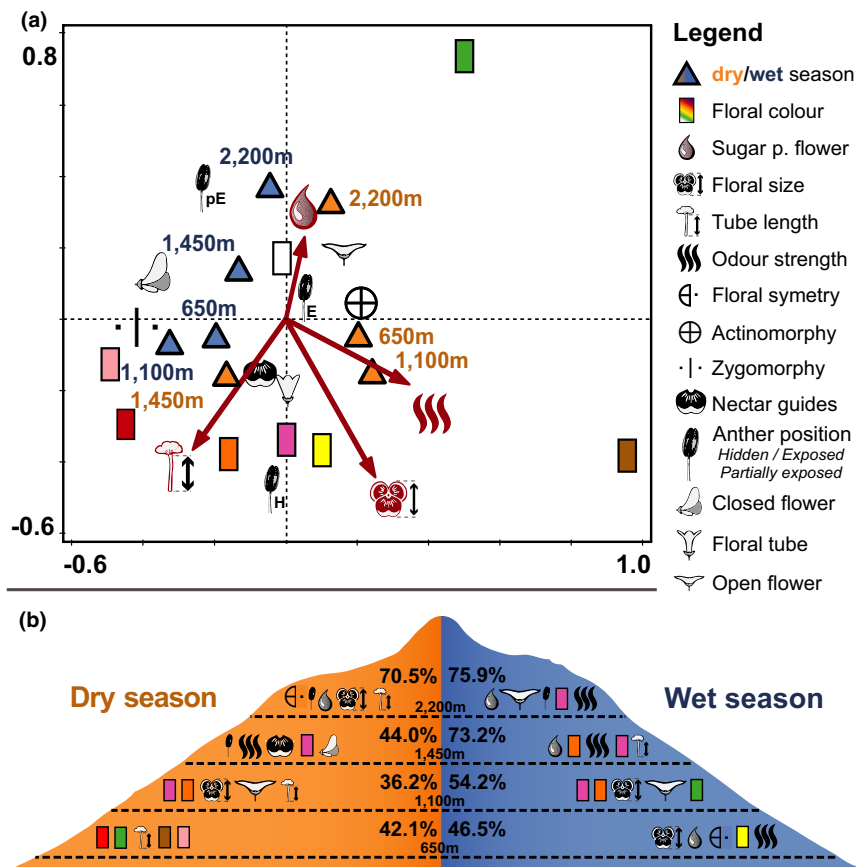 (a)
0.8
-0.6
-0.6
1.0
2,200m
pE
2,200m
1,450m
E
650m
650m
1,100m
1,100m
1,450m
H
Legend
dry/wet season
Floral colour
Sugar p. flower
Floral size
Tube length
Odour strength
Floral symetry
Actinomorphy
Zygomorphy
Nectar guides
Anther position
Hidden / Exposed
Partially exposed
Closed flower
Floral tube
Open flower
(b)
Dry season
Wet season
70.5% 75.9%
2,200m
44.0% 73.2%
1,450m
36.2% 54.2%
1,100m
42.1% 46.5%
650m